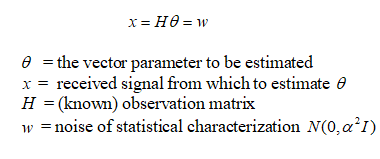 x = Hθ = w
θ = the vector parameter to be estimated
x = received signal from which to estimate θ
H = (known) observation matrix
w = noise of statistical characterization N(0,α²I)